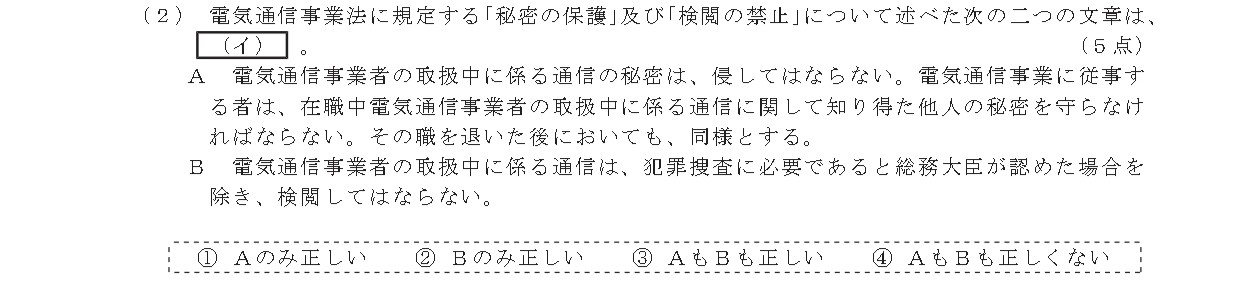 （２） 電気通信事業法に規定する｢秘密の保護｣及び｢検閲の禁止｣について述べた次の二つの文章は、
（イ） 。 （５点）
Ａ 電気通信事業者の取扱中に係る通信の秘密は、侵してはならない。電気通信事業に従事す
る者は、在職中電気通信事業者の取扱中に係る通信に関して知り得た他人の秘密を守らなけ
ればならない。その職を退いた後においても、同様とする。
Ｂ 電気通信事業者の取扱中に係る通信は、犯罪捜査に必要であると総務大臣が認めた場合を
除き、検閲してはならない。
① Ａのみ正しい ② Ｂのみ正しい ③ ＡもＢも正しい ④ ＡもＢも正しくない